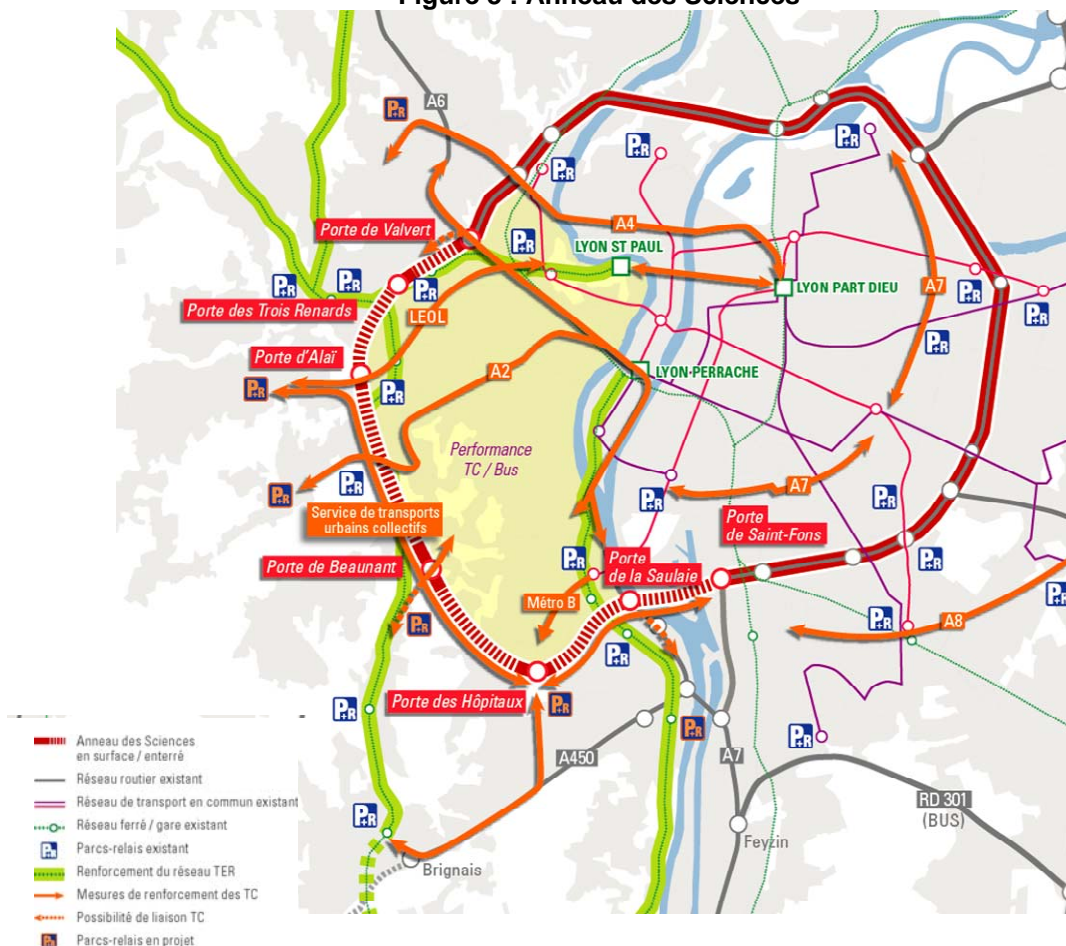 Figure 3 : Anneau des Sciences
A6
P+R
P+R
P+R
P+R
P+R
A4
Porte de Valvert
LYON ST PAUL
P+R
P+R
P+R
P+R
LYON PART DIEU
A7
P+R
P+R
Porte des Trois Renards
LEOL
P+R
Porte d'Alaï
A2
LYON PERRACHE
P+R
P+R
Performance
TC / Bus
P+R
P+R
A7
P+R
P+R
Service de transports
urbains collectifs
Porte
de Saint-Fons
Porte de Beaunant
P+R
Porte
de la Saulaie
P+R
Métro B
P+R
P+R
A8
P+R
P+R
Porte des Hôpitaux
P+R
P+R
P+R
P+R
A450
A7
RD 301
(BUS)
P+R
Feyzin
Brignais
Anneau des Sciences
en surface / enterré
Réseau routier existant
Réseau de transport en commun existant
Réseau ferré / gare existant
P+R
Parcs-relais existant
Renforcement du réseau TER
Mesures de renforcement des TC
Possibilité de liaison TC
P+R
Parcs-relais en projet